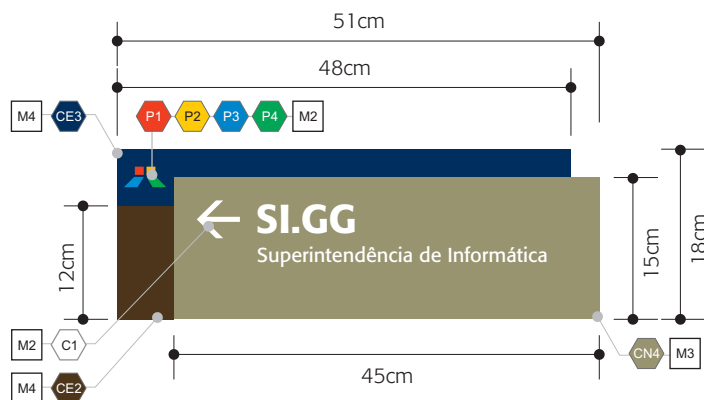 51cm
48cm
M4 CE3 P1 P2 P3 P4 M2
SI.GG
Superintendência de Informática
12cm
15cm
18cm
M2 C1
M4 CE2
45cm
CN4 M3